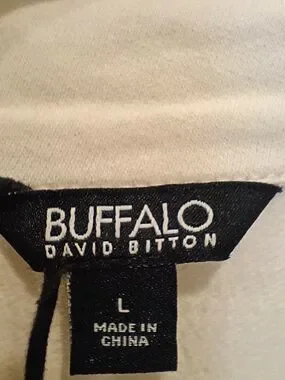 BUFFALO
DAVID BITTON
L
MADE IN
CHINA